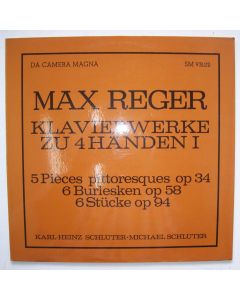 DA CAMERA MAGNA
SM 93129
MAX REGER
KLAVIERWERKE
ZU 4 HÄNDEN I
5 Pièces pittoresques op 34
6 Burlesken op 58
6 Stücke op 94
KARL-HEINZ SCHLÜTER-MICHAEL SCHLÜTER